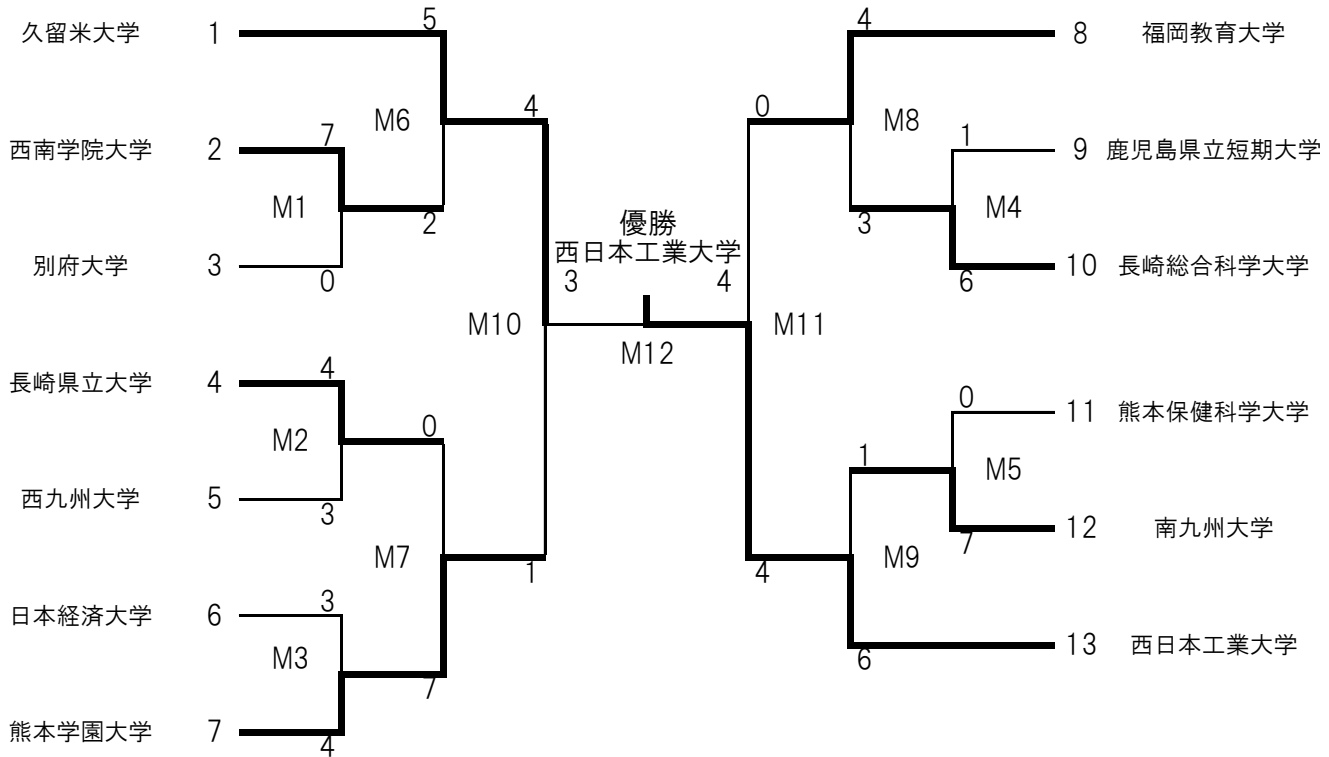 5
4
久留米大学 1
8 福岡教育大学
4
0
M6
M8
7
1
西南学院大学 2
9 鹿児島県立短期大学
M1
M4
2
3
優勝
西日本工業大学
別府大学 3
0
3
4
6
10 長崎総合科学大学
M10
M11
M12
4
長崎県立大学 4
0
11 熊本保健科学大学
0
M2
1
M5
西九州大学 5
3
7
12 南九州大学
M7
M9
1
4
3
日本経済大学 6
6
13 西日本工業大学
M3
7
熊本学園大学 7
4